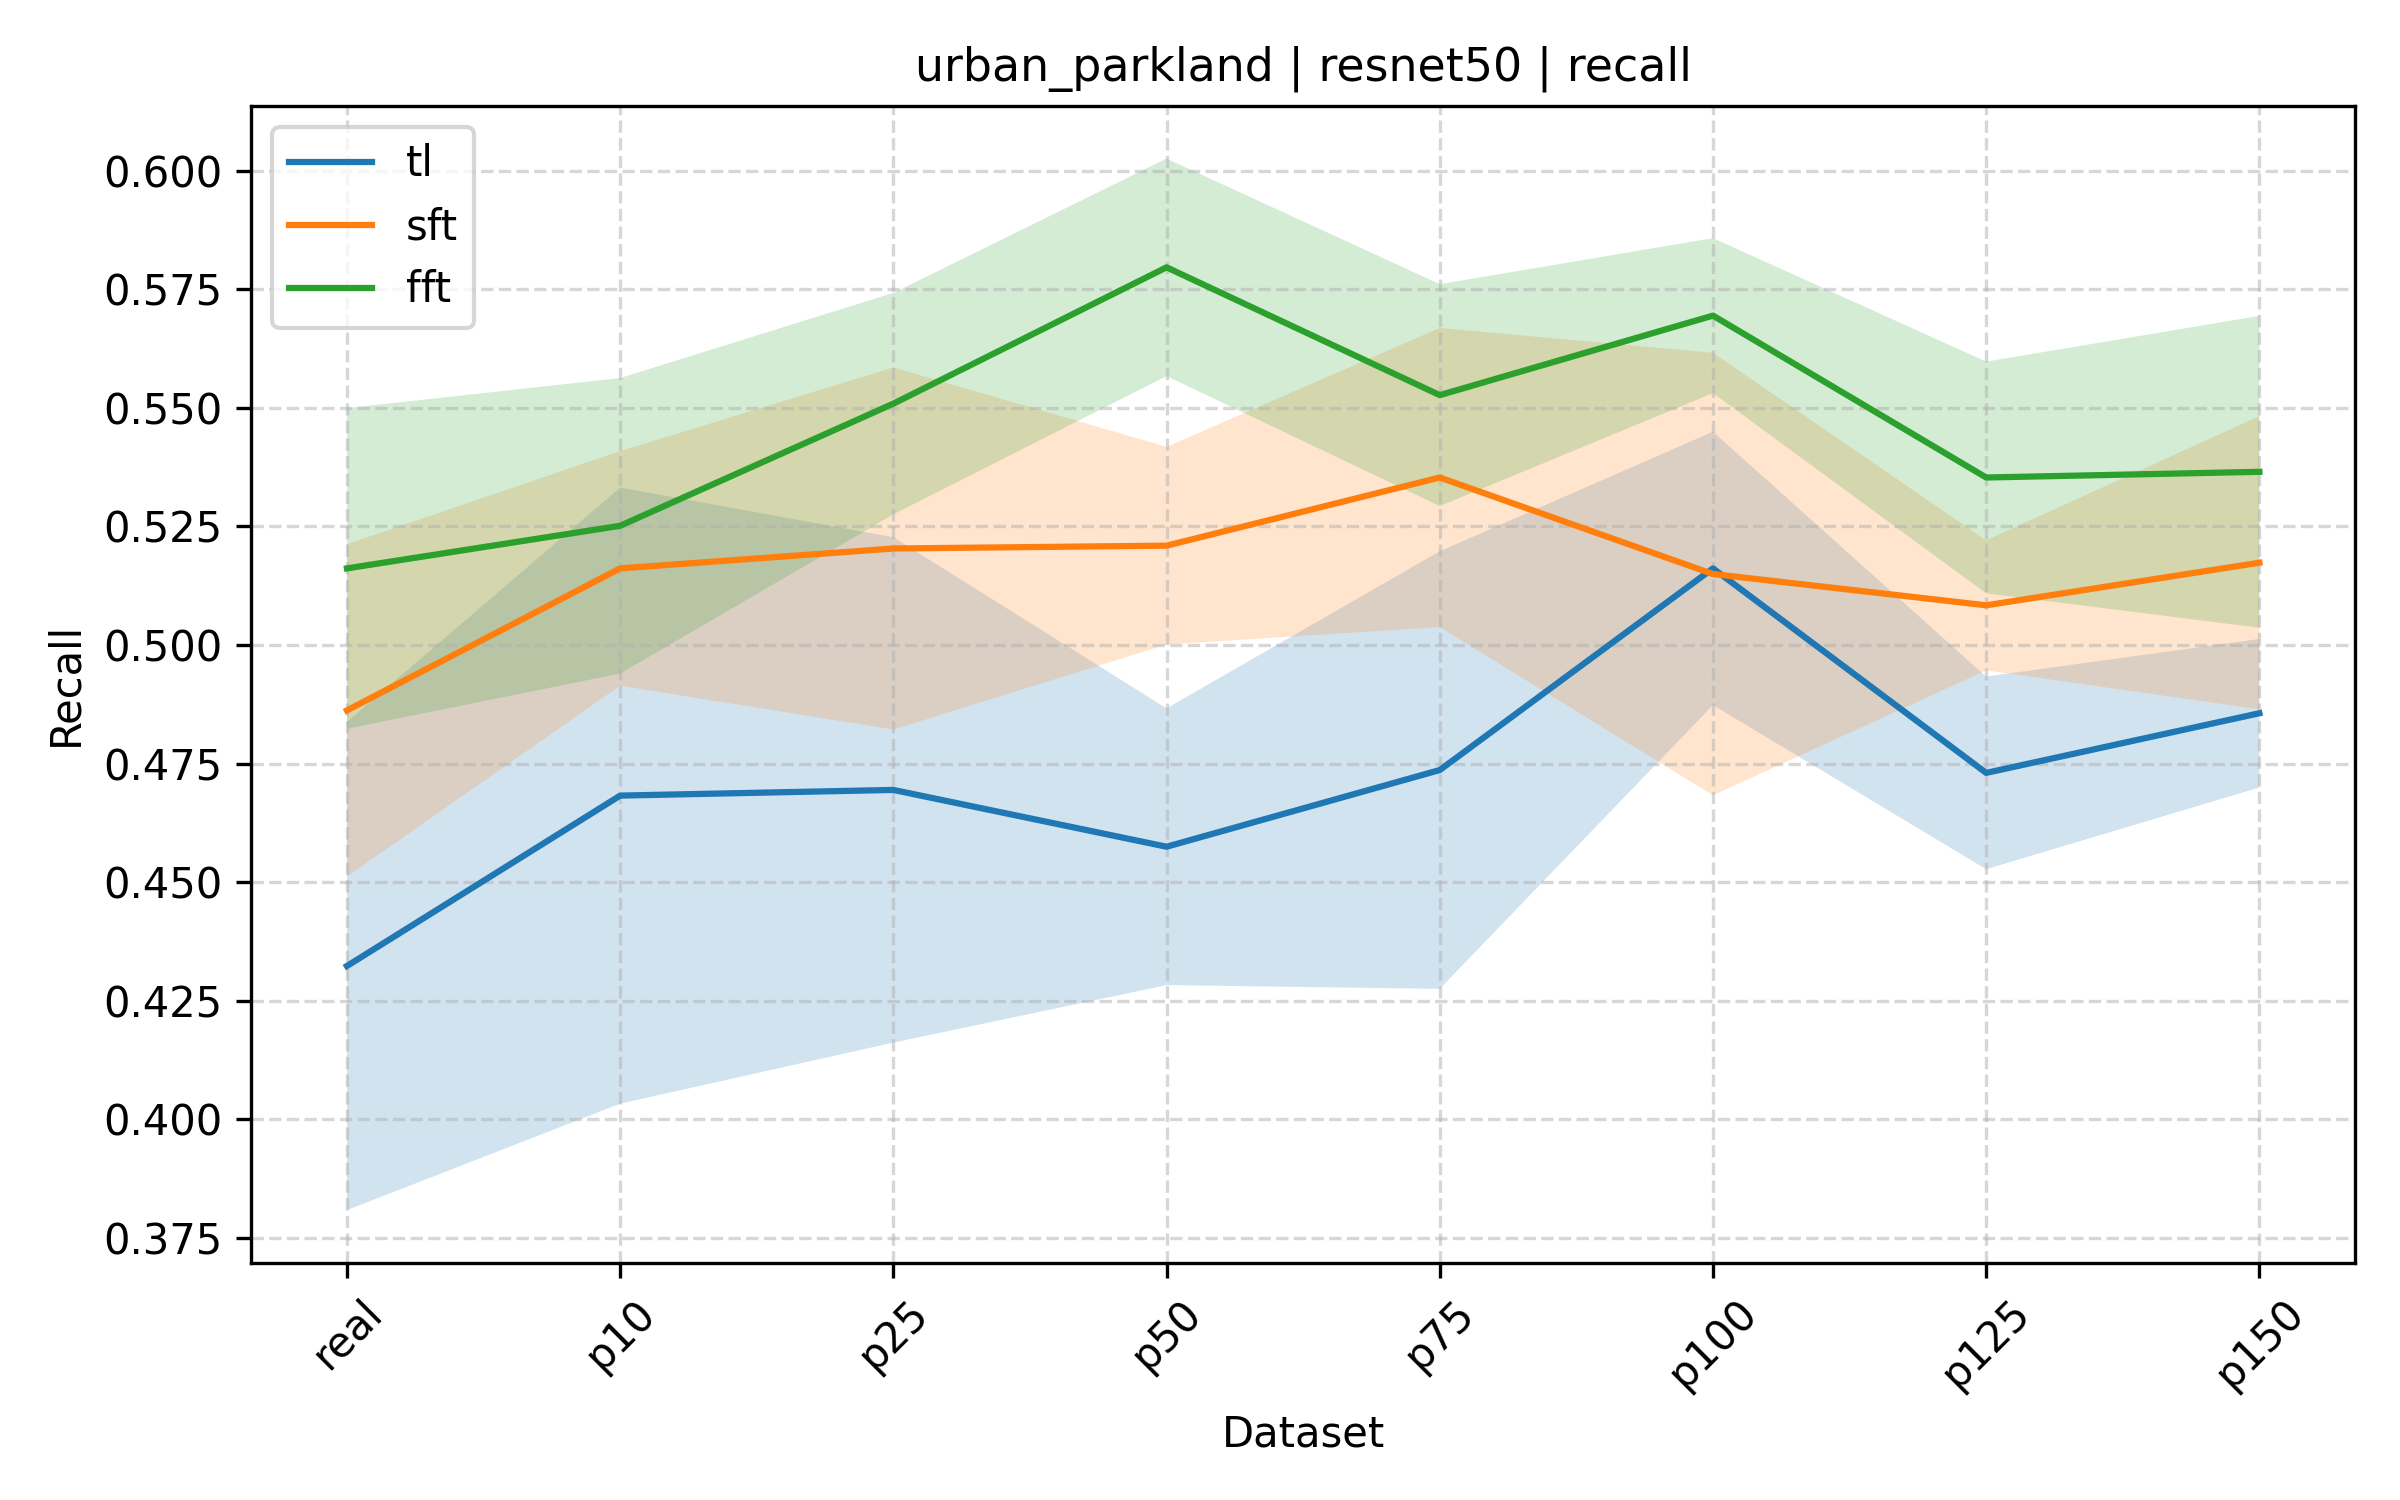 urban_parkland | resnet50 | recall
tl
sft
fft
0.600
0.575
0.550
0.525
0.500
0.475
0.450
0.425
0.400
0.375
Recall
real
p10
p25
p50
p75
p100
p125
p150
Dataset